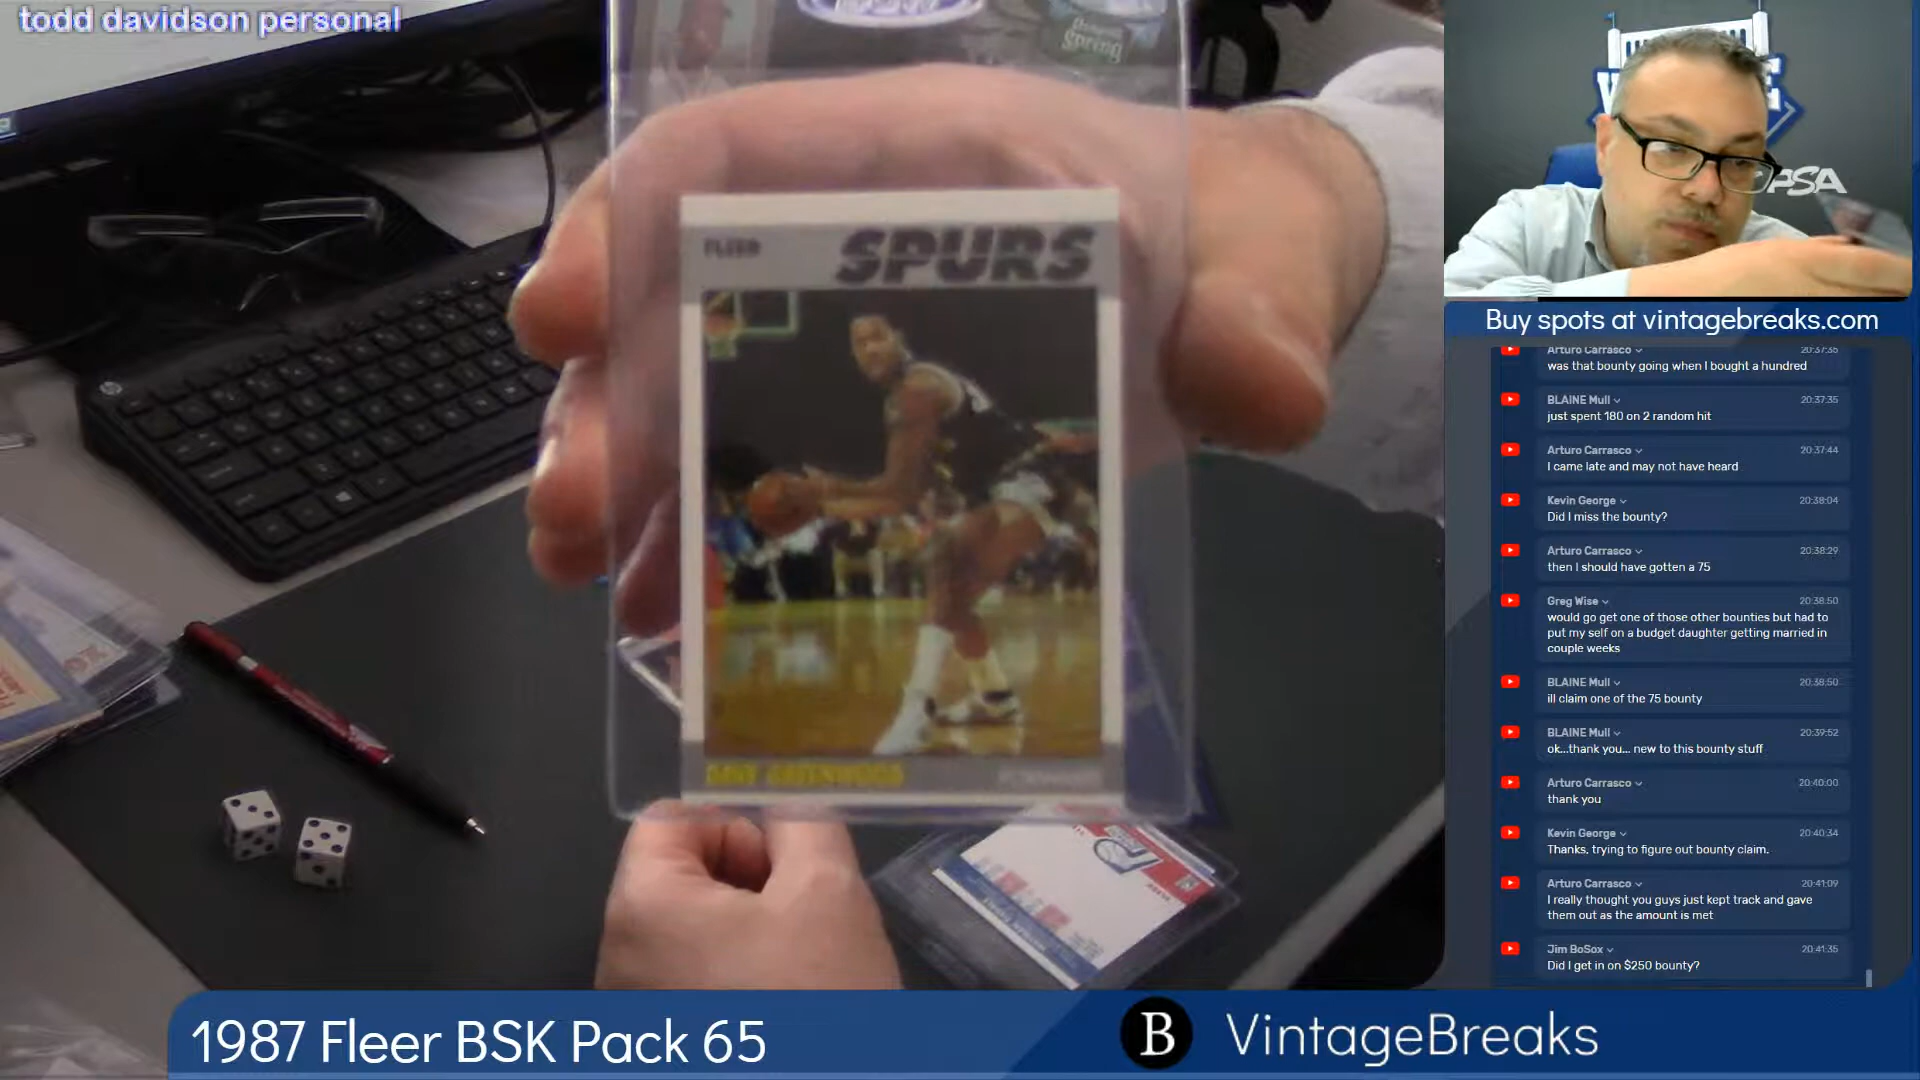 todd davidson personal
Spring
FLEER
SPURS
DAVE GREENWOOD
PSA
Buy spots at vintagebreaks.com
Arturo Carrasco 20:37:35
was that bounty going when I bought a hundred
BLAINE Mull 20:37:35
just spent 180 on 2 random hit
Arturo Carrasco 20:37:44
I came late and may not have heard
Kevin George 20:38:04
Did I miss the bounty?
Arturo Carrasco 20:38:29
then I should have gotten a 75
Greg Wise 20:38:50
would go get one of those other bounties but had to
put my self on a budget daughter getting married in
couple weeks
BLAINE Mull 20:38:50
ill claim one of the 75 bounty
BLAINE Mull 20:39:52
ok...thank you... new to this bounty stuff
Arturo Carrasco 20:40:00
thank you
Kevin George 20:40:34
Thanks, trying to figure out bounty claim.
Arturo Carrasco 20:41:09
I really thought you guys just kept track and gave
them out as the amount is met
Jim BoSox 20:41:35
Did I get in on $250 bounty?
1987 Fleer BSK Pack 65
B VintageBreaks